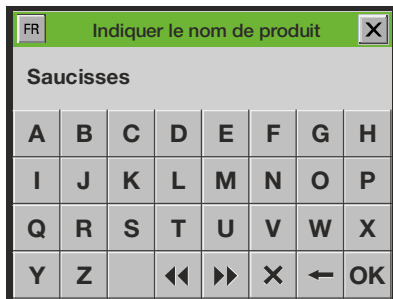 FR Indiquer le nom de produit X
Saucisses
A B C D E F G H
I J K L M N O P
Q R S T U V W X
Y Z OK